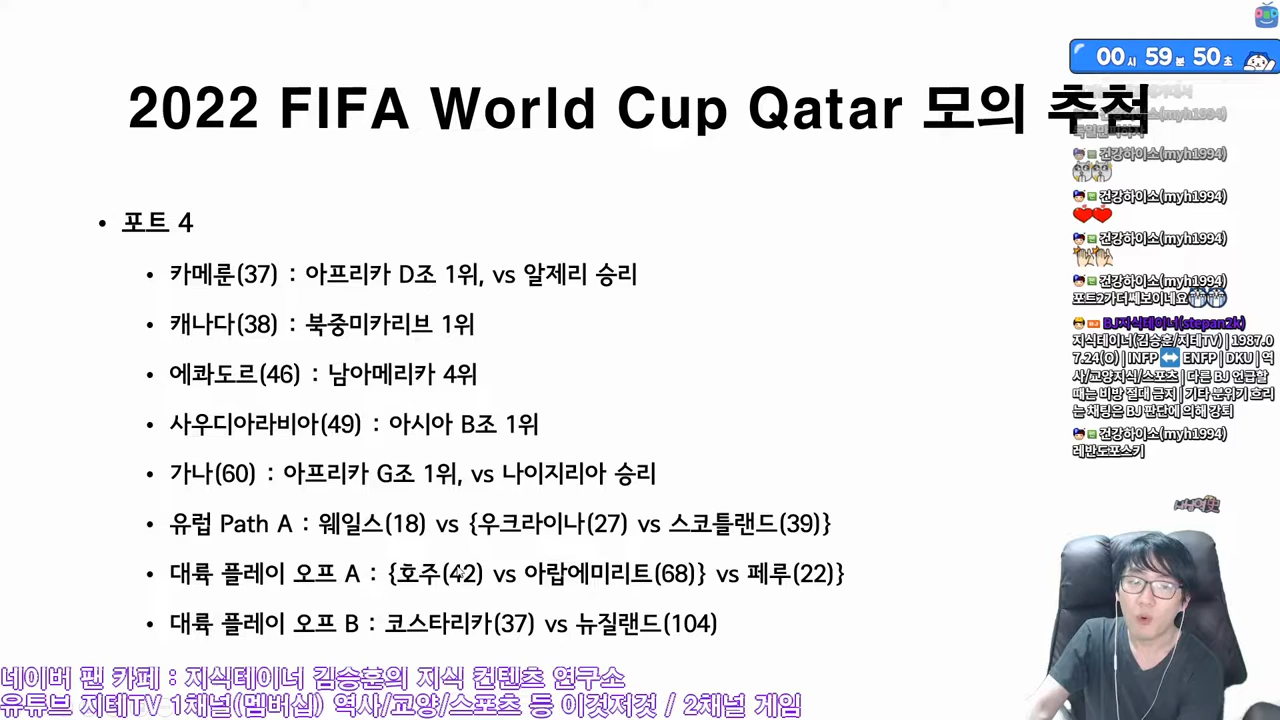 00시 59분 50초
2022 FIFA World Cup Qatar 모의 추첨
• 포트 4
• 카메룬(37) : 아프리카 D조 1위, vs 알제리 승리
• 캐나다(38) : 북중미카리브 1위
• 에콰도르(46) : 남아메리카 4위
• 사우디아라비아(49) : 아시아 B조 1위
• 가나(60) : 아프리카 G조 1위, vs 나이지리아 승리
• 유럽 Path A : 웨일스(18) vs {우크라이나(27) vs 스코틀랜드(39)}
• 대륙 플레이 오프 A : {호주(42) vs 아랍에미리트(68)} vs 페루(22)}
• 대륙 플레이 오프 B : 코스타리카(37) vs 뉴질랜드(104)
건강하이소(myh1994)
건강하이소(myh1994)
건강하이소(myh1994)
건강하이소(myh1994)
건강하이소(myh1994)
포트2가더쎄보이네요
BJ지식테이너(stepan2k)
지식테이너(김승훈/지테TV) | 1987.0
7.24(O) | INFP ↔ ENFP | DKU | 역
사/교양지식/스포츠 | 다른 BJ 언급할
때는 비방 절대 금지 | 기타 분위기 흐리
는 채팅은 BJ 판단에 의해 강퇴
건강하이소(myh1994)
레반도포스키
네이버 팬 카페 : 지식테이너 김승훈의 지식 컨텐츠 연구소
유튜브 지테TV 1채널(멤버십) 역사/교양/스포츠 등 이것저것 / 2채널 게임